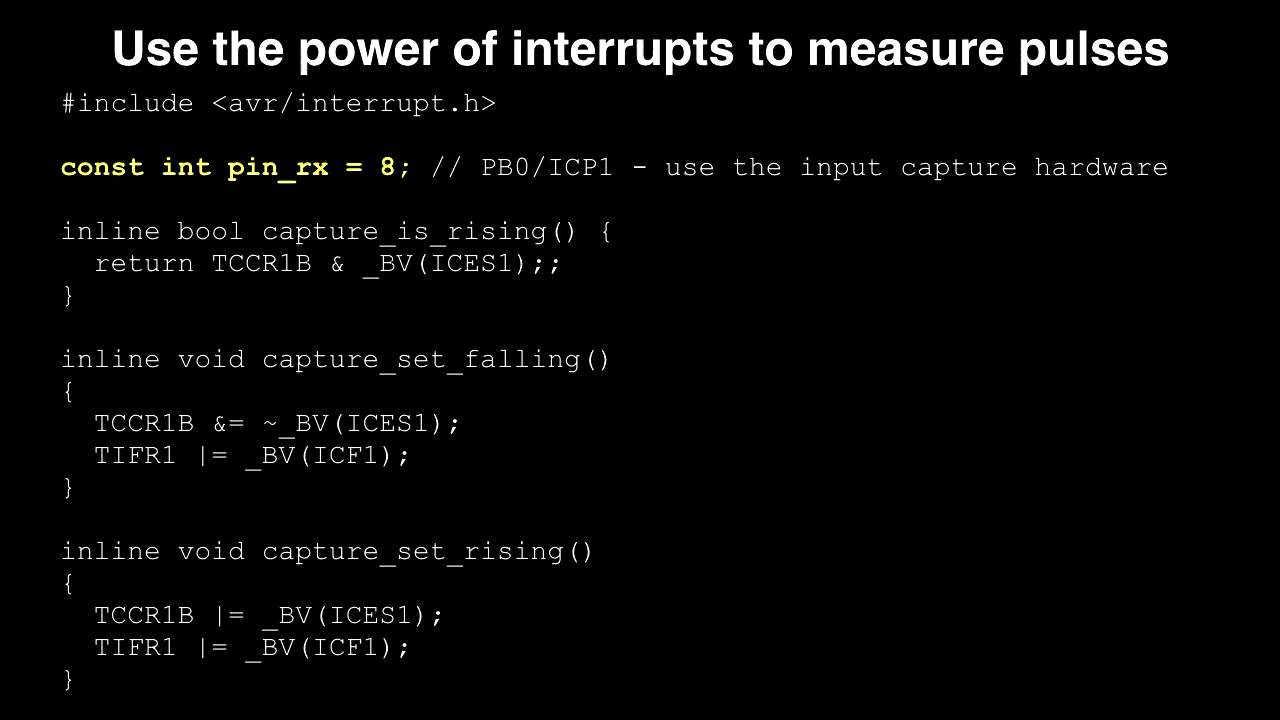 Use the power of interrupts to measure pulses
#include <avr/interrupt.h>
const int pin_rx = 8; // PB0/ICP1 - use the input capture hardware
inline bool capture_is_rising() {
return TCCR1B & _BV(ICES1);;
}
inline void capture_set_falling()
{
TCCR1B &= ~_BV(ICES1);
TIFR1 |= _BV(ICF1);
}
inline void capture_set_rising()
{
TCCR1B |= _BV(ICES1);
TIFR1 |= _BV(ICF1);
}